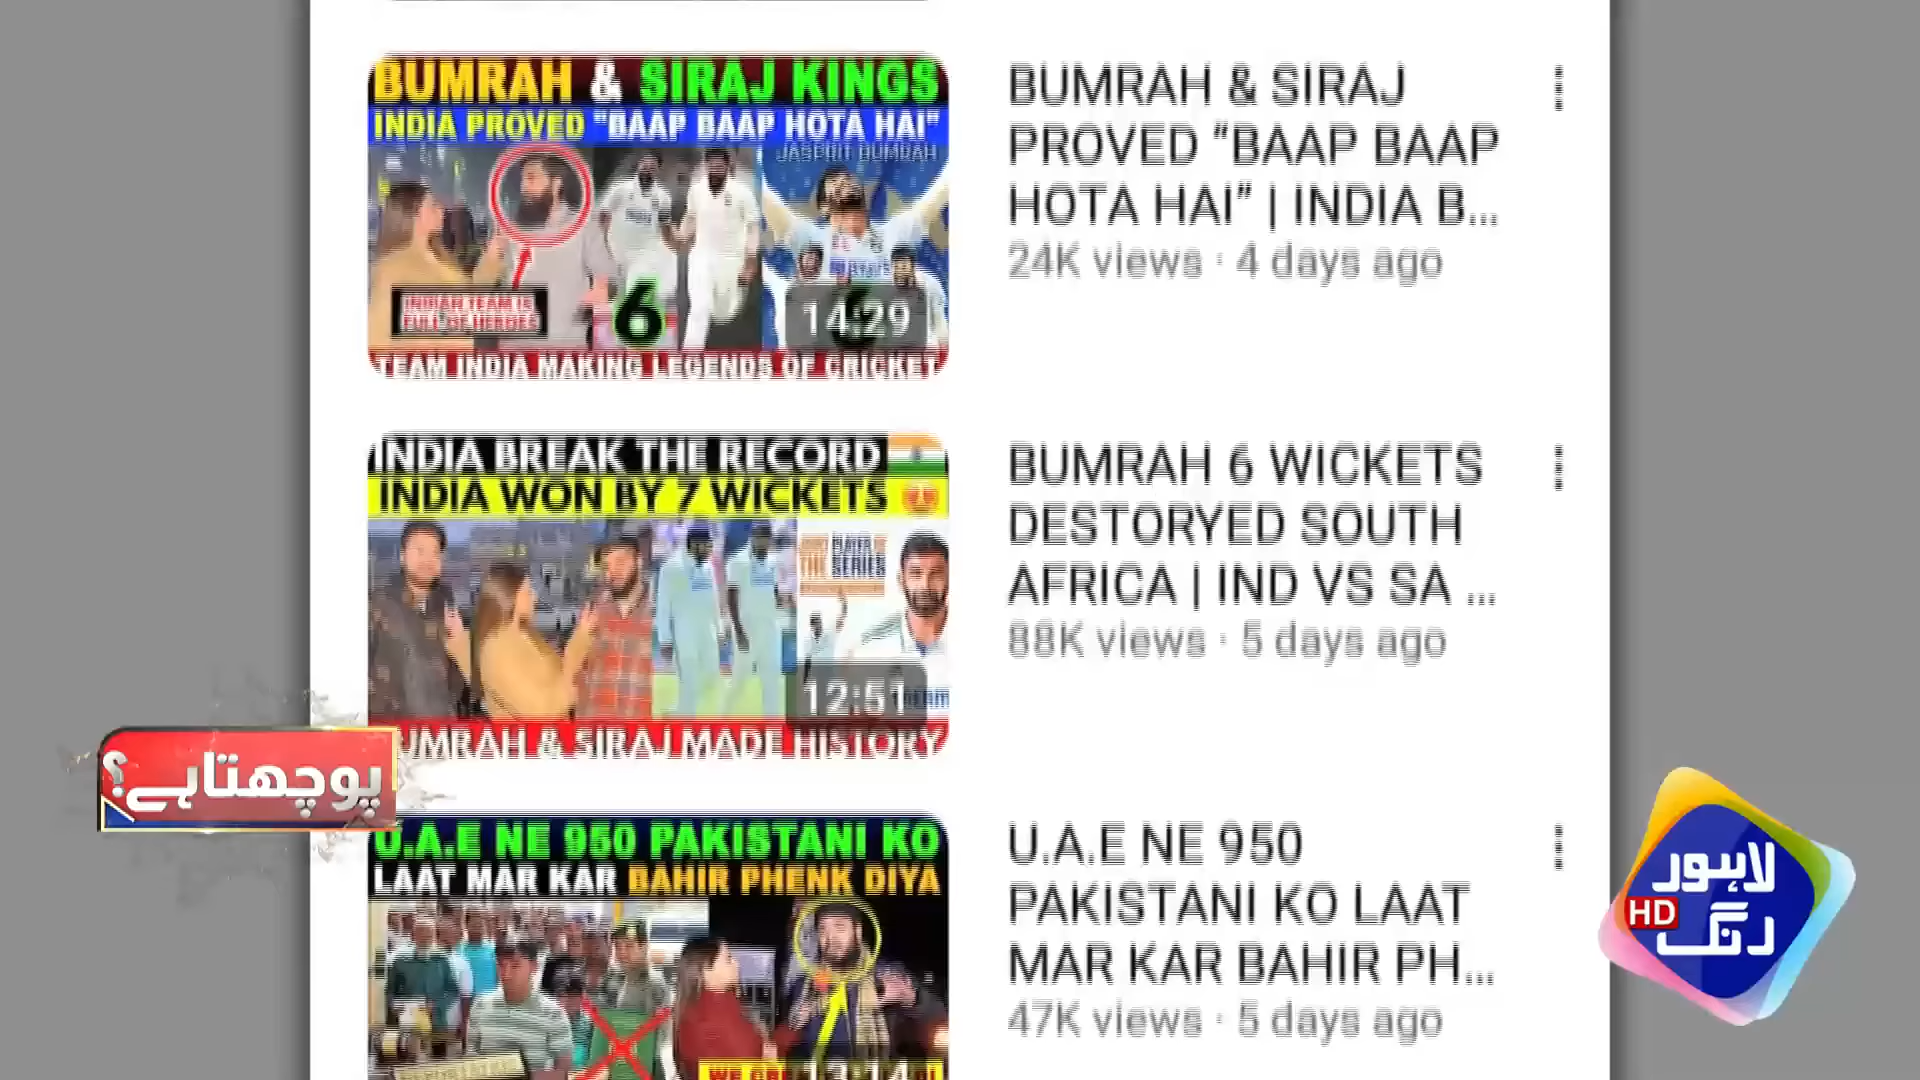 BUMRAH & SIRAJ KINGS
INDIA PROVED "BAAP BAAP HOTA HAI"
JASPRIT BUMRAH
INDIAN TEAM IS
FULL OF HEROES
6
14:29
TEAM INDIA MAKING LEGENDS OF CRICKET
BUMRAH & SIRAJ
PROVED “BAAP BAAP
HOTA HAI” | INDIA B...
24K views · 4 days ago
INDIA BREAK THE RECORD
INDIA WON BY 7 WICKETS
THE SERIES
12:51
UMRAH & SIRAJ MADE HISTORY
BUMRAH 6 WICKETS
DESTORYED SOUTH
AFRICA | IND VS SA ...
88K views · 5 days ago
پوچھتا ہے؟
U.A.E NE 950 PAKISTANI KO
LAAT MAR KAR BAHIR PHENK DIYA
U.A.E NE 950
PAKISTANI KO LAAT
MAR KAR BAHIR PH...
47K views · 5 days ago
لاہور
HD رنگ